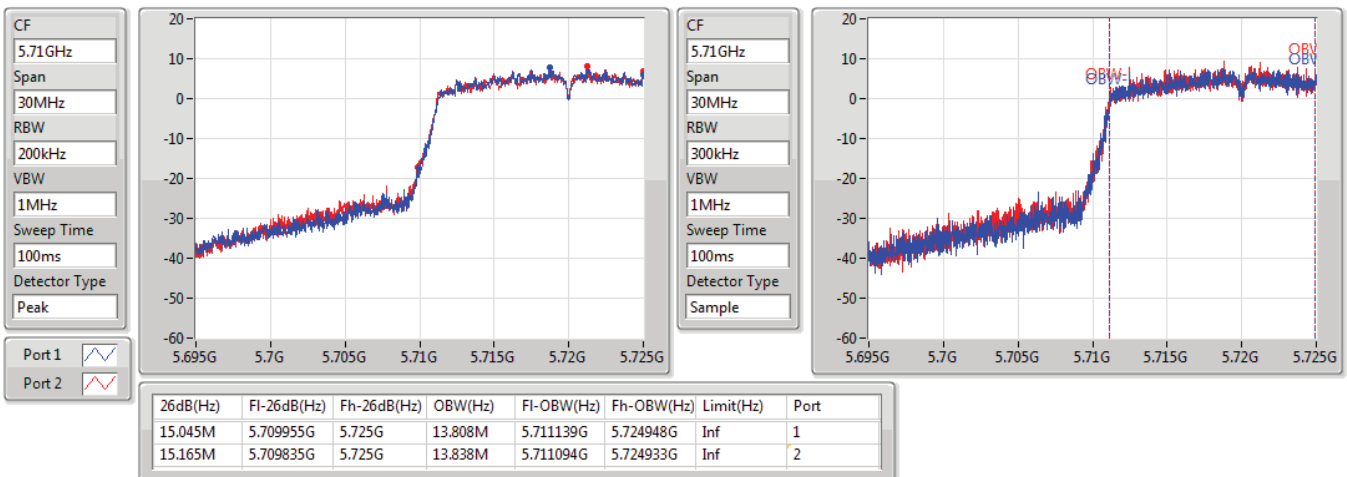 CF
5.71GHz
Span
30MHz
RBW
200kHz
VBW
1MHz
Sweep Time
100ms
Detector Type
Peak
Port 1
Port 2
20
10
0
-10
-20
-30
-40
-50
-60
5.695G 5.7G 5.705G 5.71G 5.715G 5.72G 5.725G
CF
5.71GHz
Span
30MHz
RBW
300kHz
VBW
1MHz
Sweep Time
100ms
Detector Type
Sample
20
10
0
-10
-20
-30
-40
-50
-60
OBW-
OBW-
OBW
OBW
5.695G 5.7G 5.705G 5.71G 5.715G 5.72G 5.725G
26dB(Hz) Fl-26dB(Hz) Fh-26dB(Hz) OBW(Hz) Fl-OBW(Hz) Fh-OBW(Hz) Limit(Hz) Port
15.045M 5.709955G 5.725G 13.808M 5.711139G 5.724948G Inf 1
15.165M 5.709835G 5.725G 13.838M 5.711094G 5.724933G Inf 2